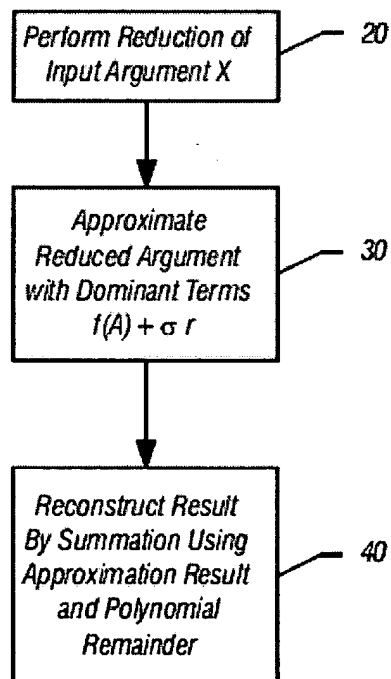 Perform Reduction of
Input Argument X
20
Approximate
Reduced Argument
with Dominant Terms
f(A) + σ r
30
Reconstruct Result
By Summation Using
Approximation Result
and Polynomial
Remainder
40